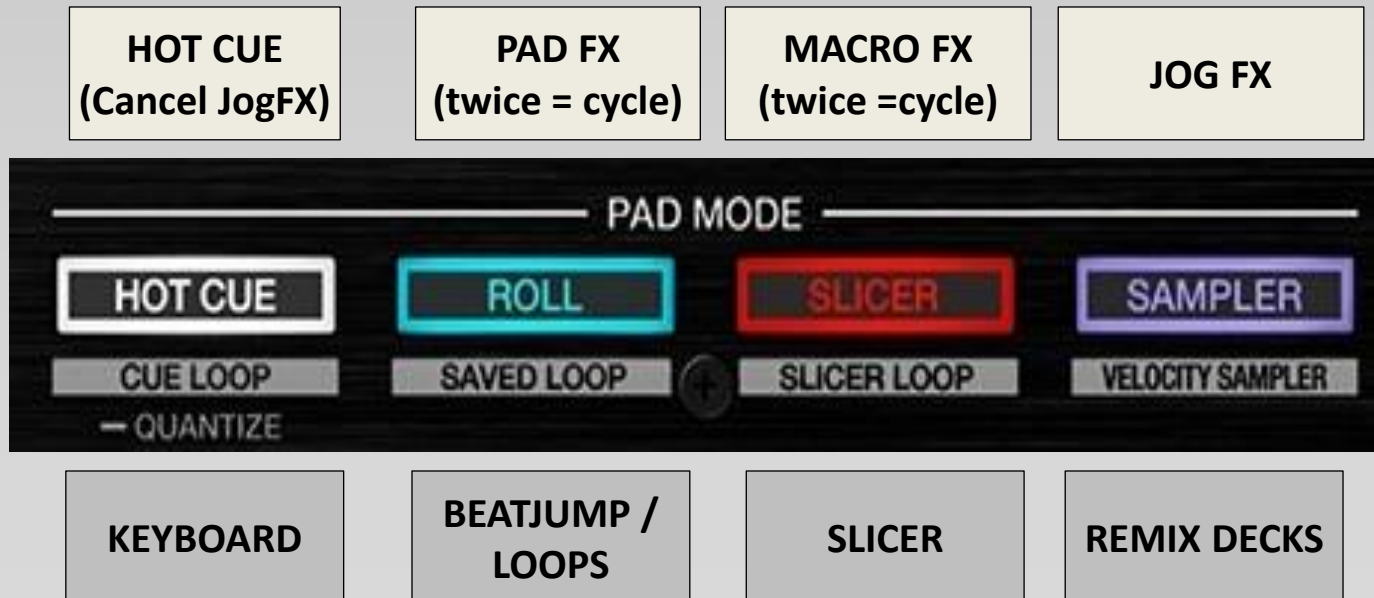 HOT CUE
(Cancel JogFX)
PAD FX
(twice = cycle)
MACRO FX
(twice =cycle)
JOG FX
PAD MODE
HOT CUE
ROLL
SLICER
SAMPLER
CUE LOOP
SAVED LOOP
SLICER LOOP
VELOCITY SAMPLER
— QUANTIZE
KEYBOARD
BEATJUMP /
LOOPS
SLICER
REMIX DECKS